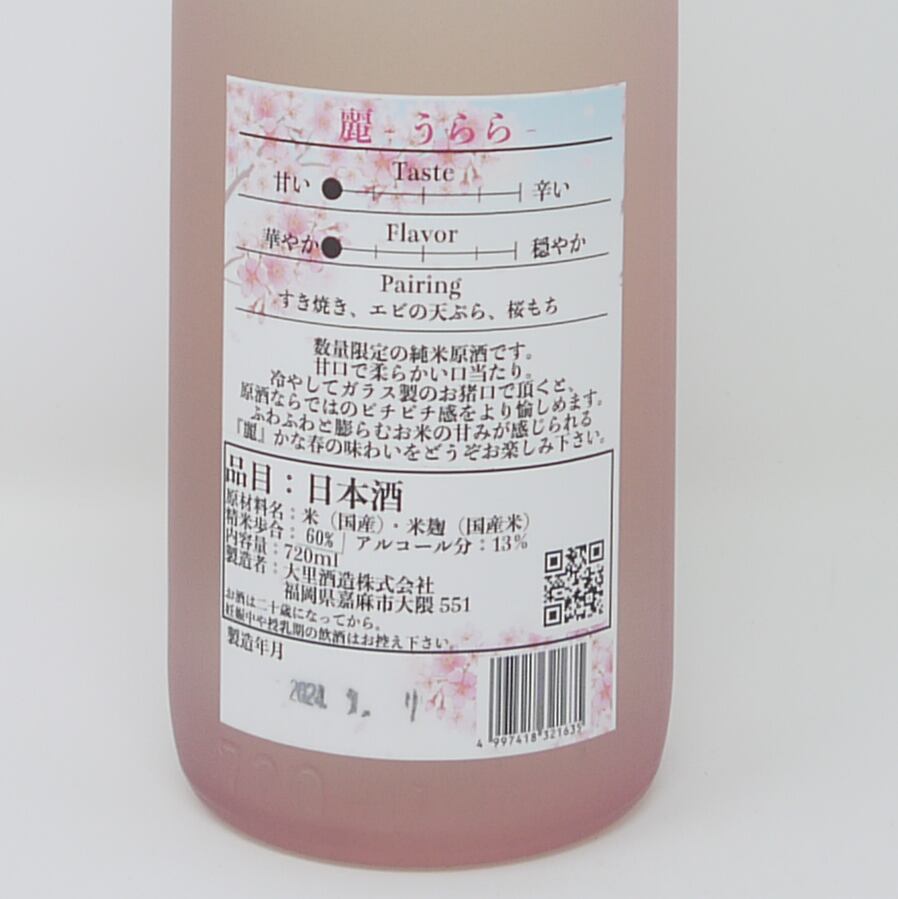 麗 - うらら -
Taste
甘い 辛い
Flavor
華やか 穏やか
Pairing
すき焼き、エビの天ぷら、桜もち
数量限定の純米原酒です。
甘口で柔らかい口当たり。
冷やしてガラス製のお猪口で頂くと、
原酒ならではのピチピチ感をより愉しめます。
ふわふわと膨らむお米の甘みが感じられる
『麗』かな春の味わいをどうぞお楽しみ下さい。
品目：日本酒
原材料名：米（国産）・米麹（国産米）
精米歩合：60% アルコール分：13%
内容量：720ml
製造者：大里酒造株式会社
福岡県嘉麻市大隈 551
お酒は二十歳になってから。
妊娠中や授乳期の飲酒はお控え下さい。
製造年月
2024.
4 997418 321635
720